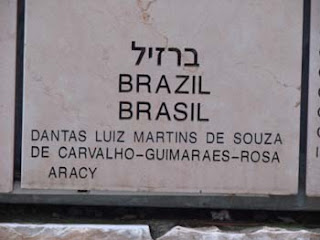 ברזיל
BRAZIL
BRASIL
DANTAS LUIZ MARTINS DE SOUZA
DE CARVALHO-GUIMARAES-ROSA
ARACY